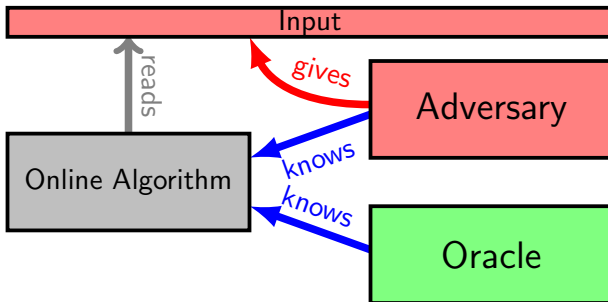 Input
reads
gives
Adversary
Online Algorithm
knows
knows
Oracle